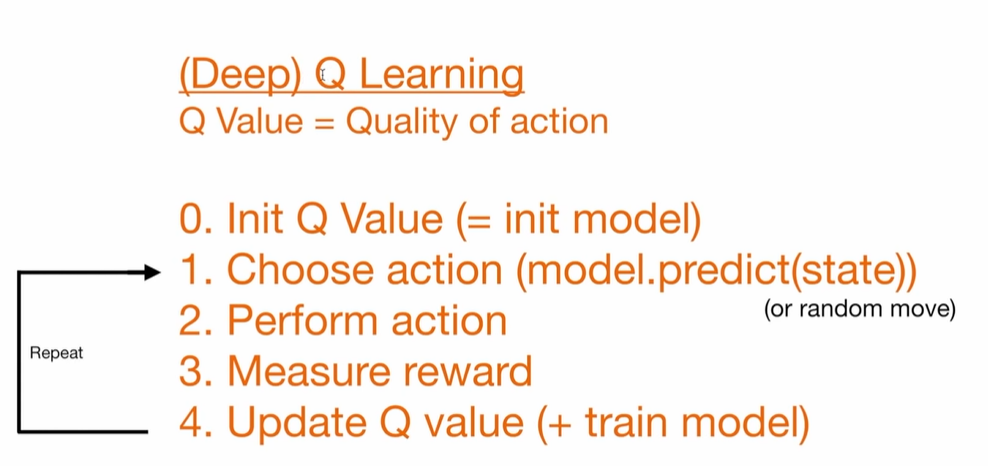 (Deep) Q Learning
Q Value = Quality of action
0. Init Q Value (= init model)
1. Choose action (model.predict(state))
(or random move)
2. Perform action
Repeat
3. Measure reward
4. Update Q value (+ train model)